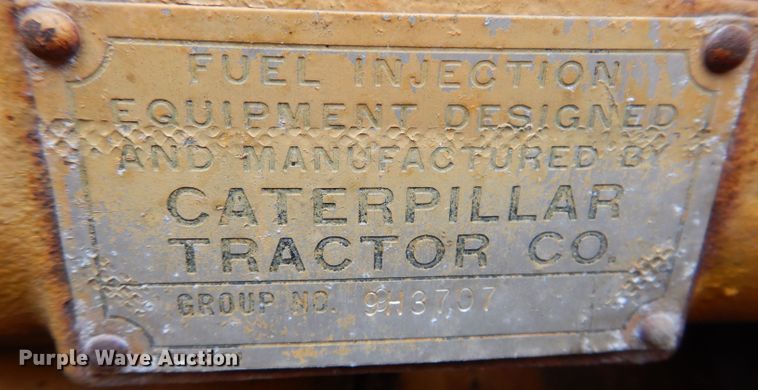 FUEL INJECTION
EQUIPMENT DESIGNED
AND MANUFACTURED BY
CATERPILLAR
TRACTOR CO.
GROUP NO. 9H3707
Purple Wave Auction